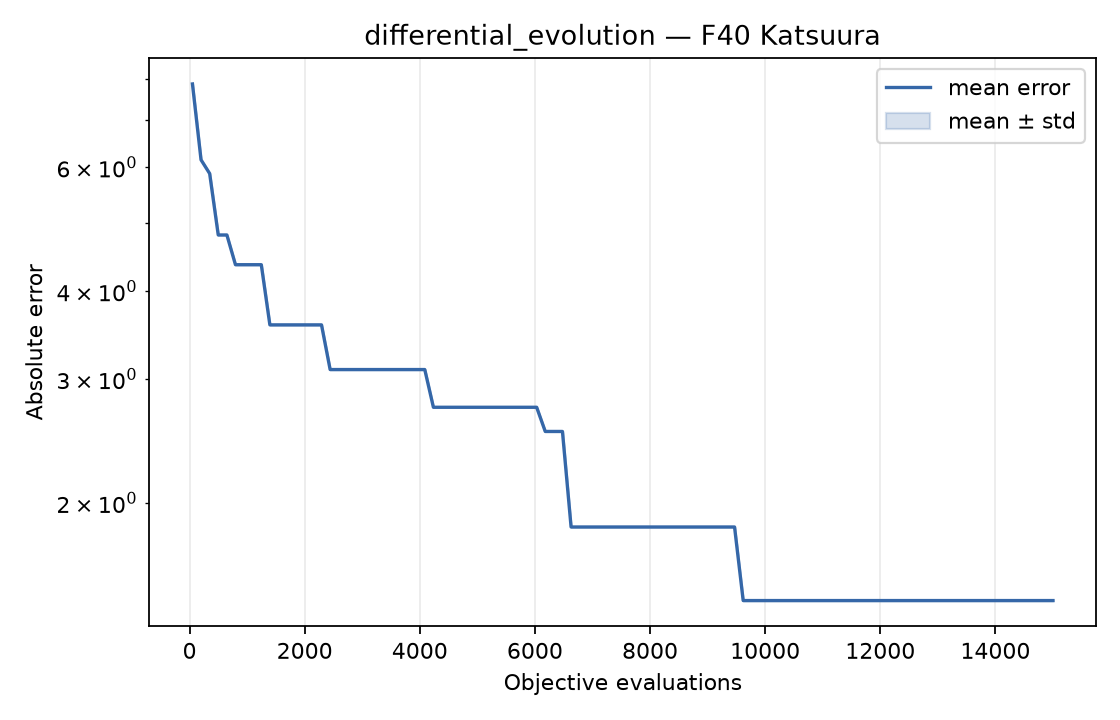 differential_evolution — F40 Katsuura
mean error
mean ± std
6 × 10⁰
4 × 10⁰
3 × 10⁰
2 × 10⁰
Absolute error
0 2000 4000 6000 8000 10000 12000 14000
Objective evaluations